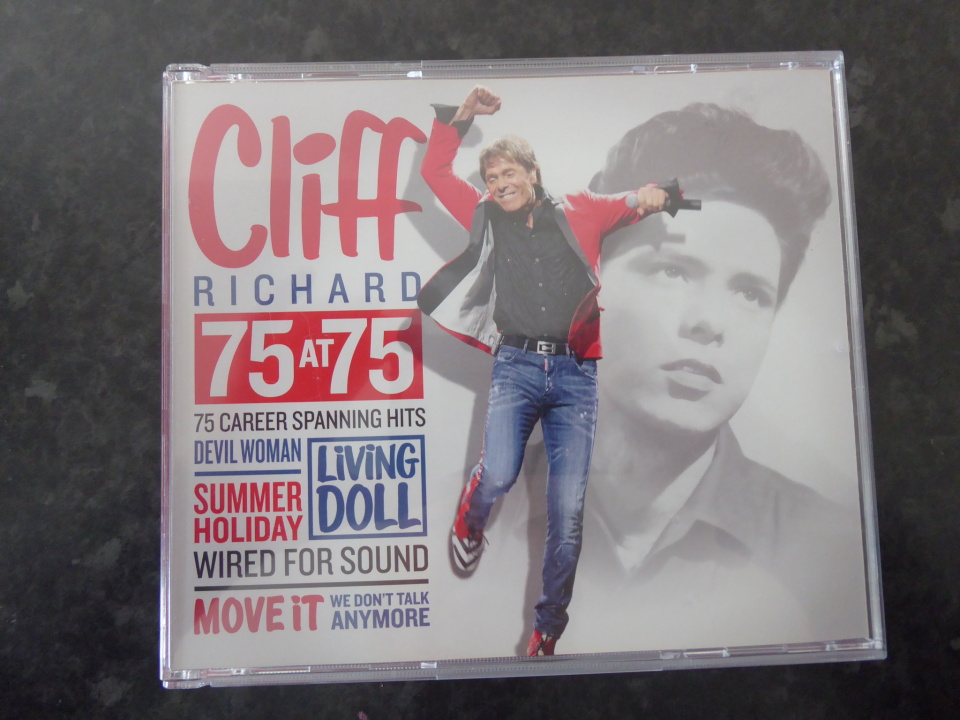 Cliff
RICHARD
75 AT 75
75 CAREER SPANNING HITS
DEVIL WOMAN
LiViNG
DOLL
SUMMER
HOLIDAY
WIRED FOR SOUND
MOVE iT
WE DON'T TALK
ANYMORE